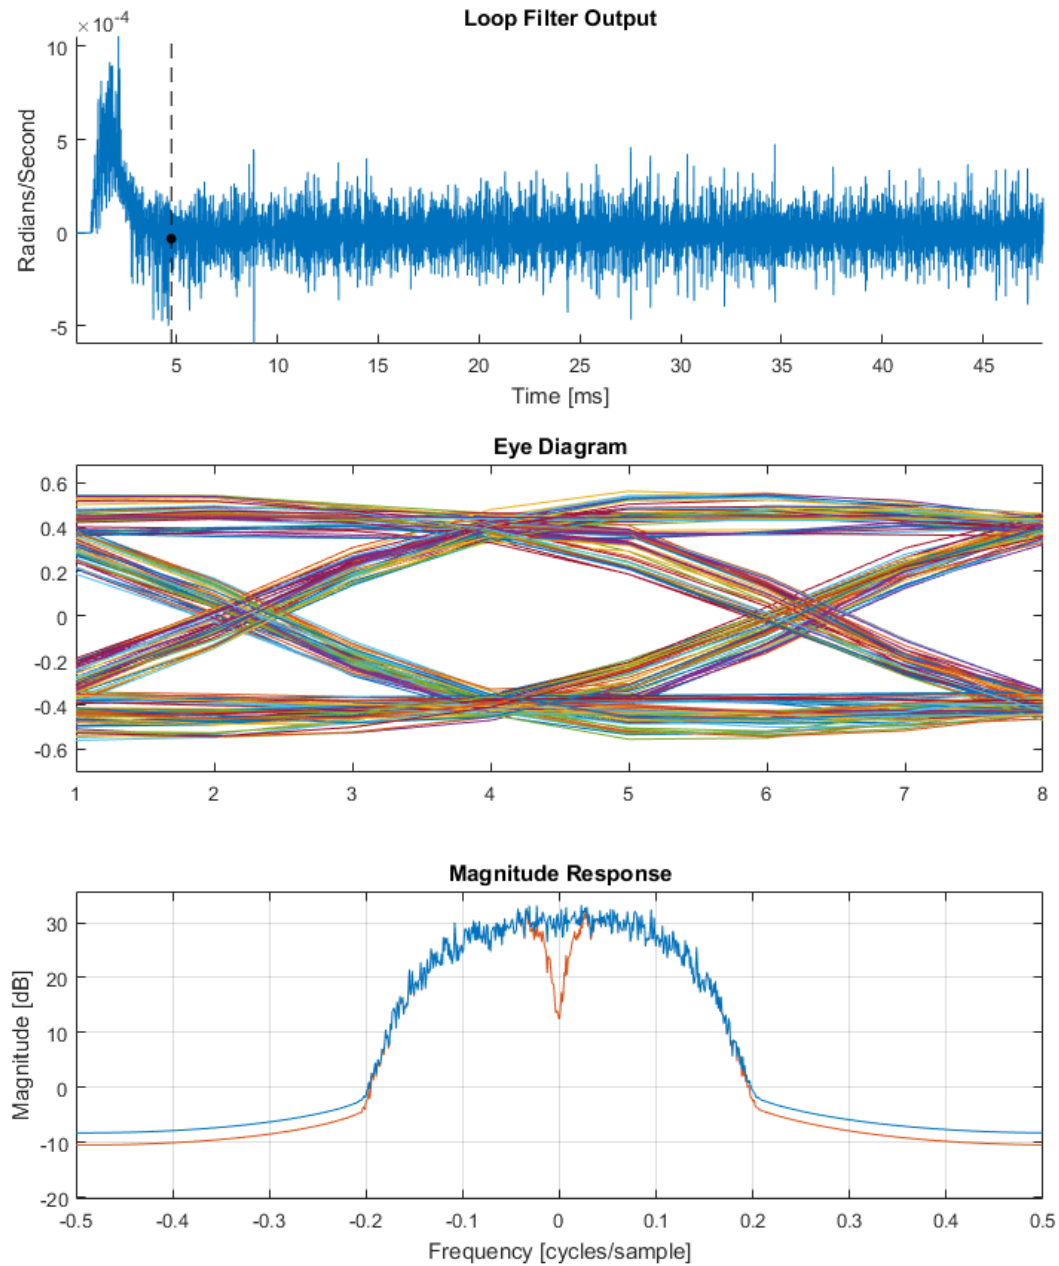 Loop Filter Output
×10-4
10
5
0
-5
Radians/Second
5 10 15 20 25 30 35 40 45
Time [ms]
Eye Diagram
0.6
0.4
0.2
0
-0.2
-0.4
-0.6
1 2 3 4 5 6 7 8
Magnitude Response
30
20
10
0
-10
-20
Magnitude [dB]
-0.5 -0.4 -0.3 -0.2 -0.1 0 0.1 0.2 0.3 0.4 0.5
Frequency [cycles/sample]